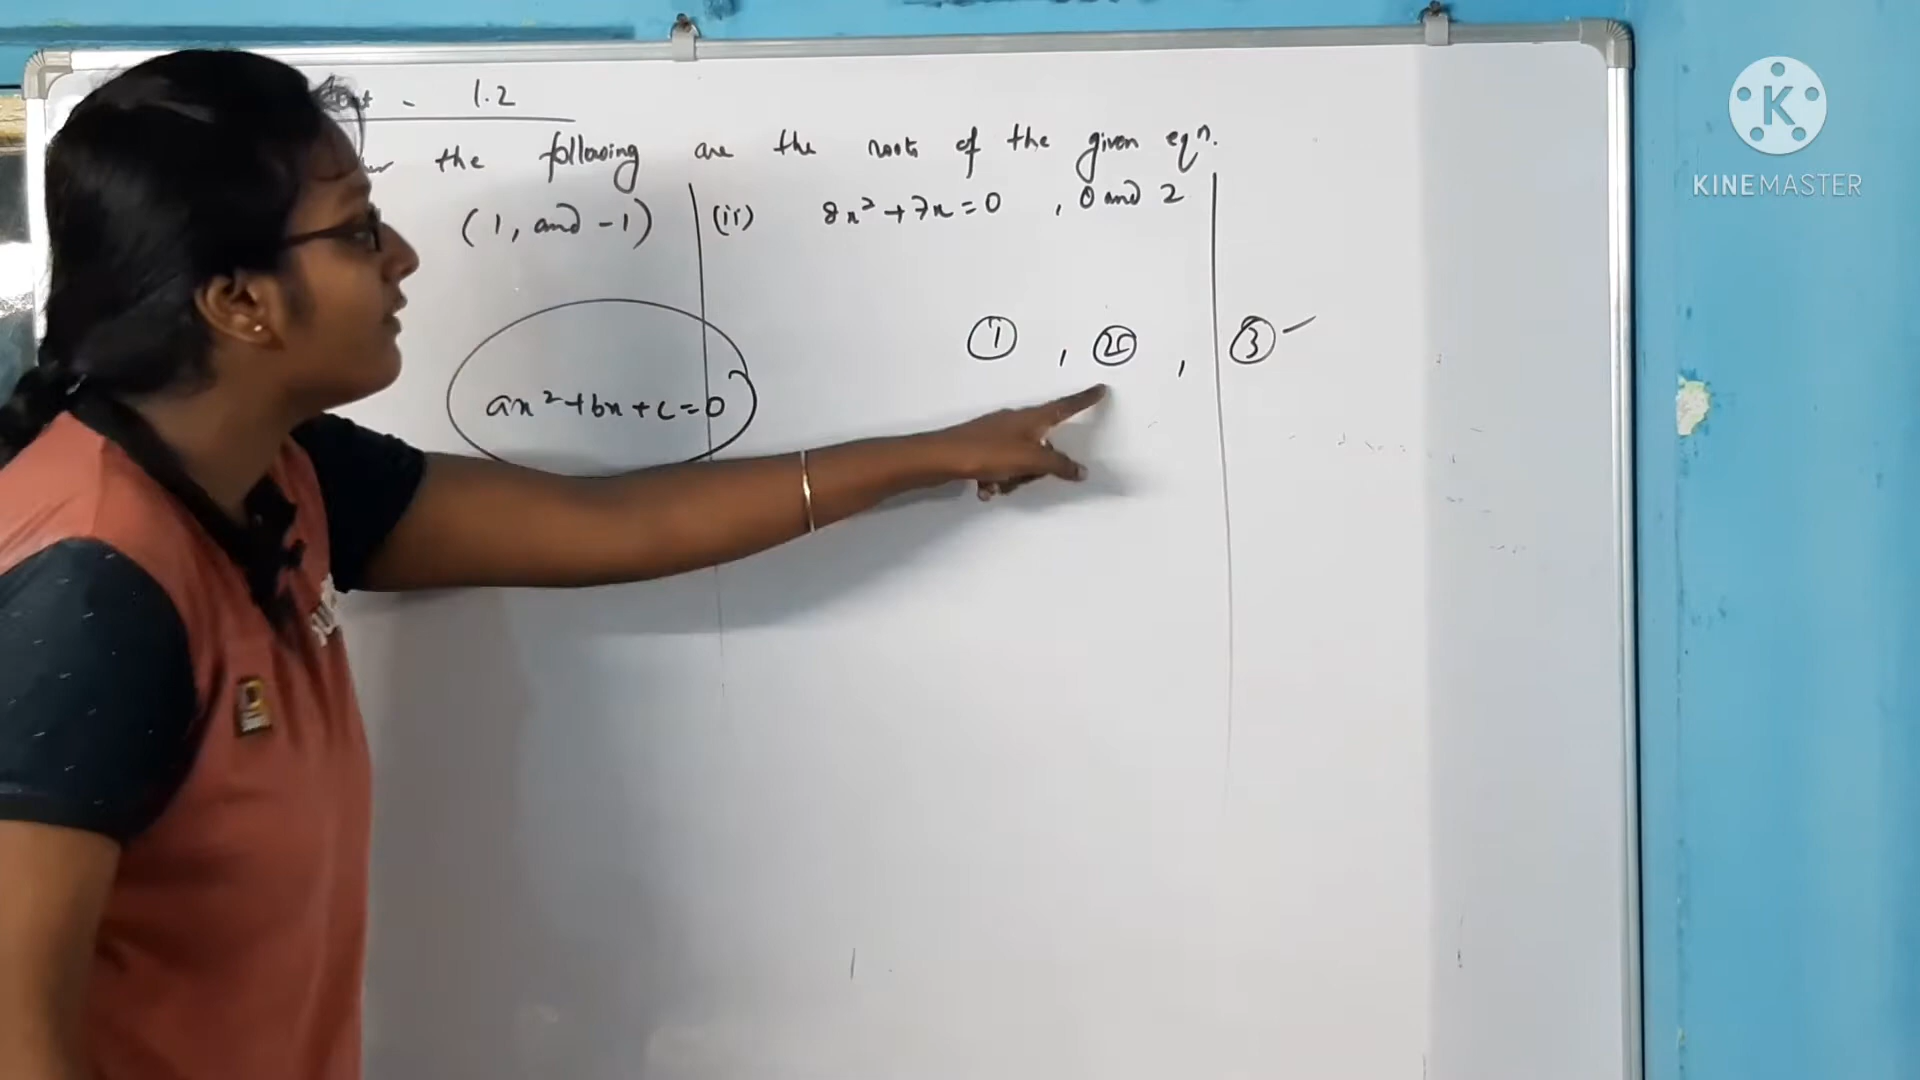 - 1.2
the following are the roots of the given eqn.
(1, and -1) (ii) 8x²+7x=0 , 0 and 2
① , ② , ③
ax²+bx+c=0
K
KINEMASTER